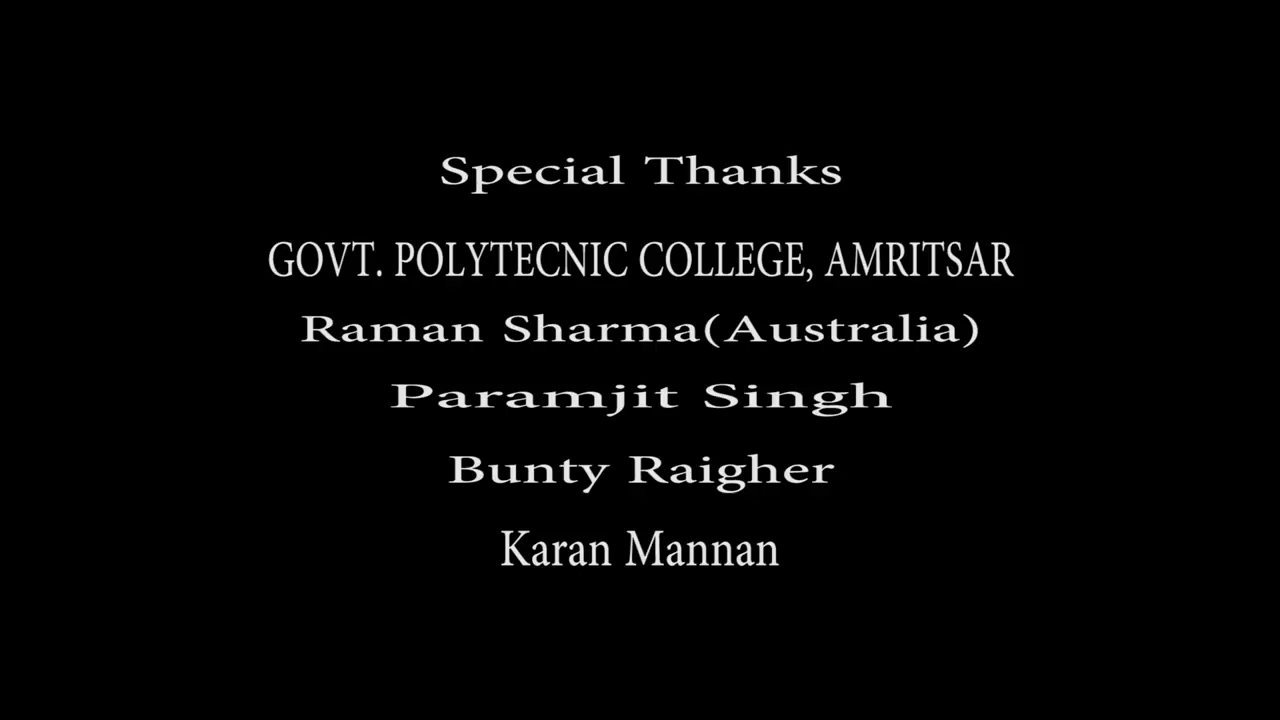 Special Thanks
GOVT. POLYTECNIC COLLEGE, AMRITSAR
Raman Sharma(Australia)
Paramjit Singh
Bunty Raigher
Karan Mannan